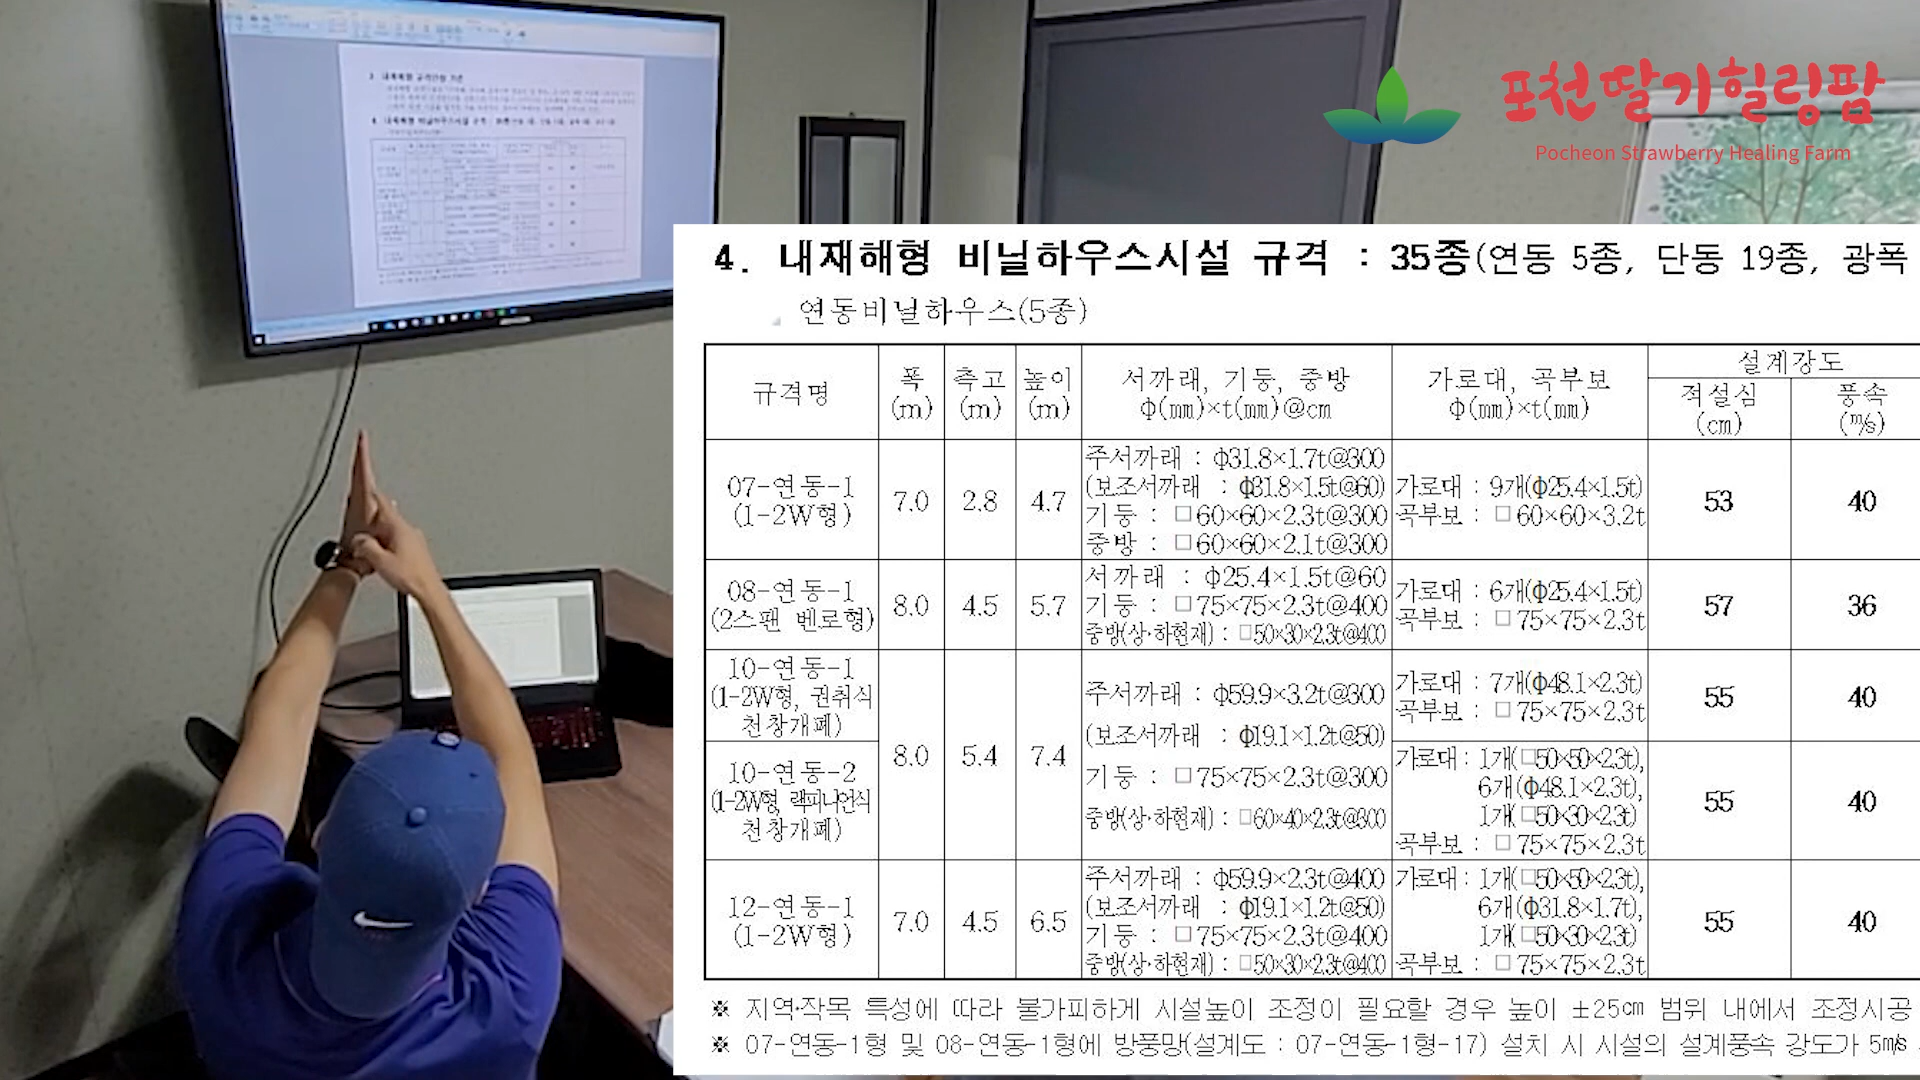 포천딸기힐링팜
Pocheon Strawberry Healing Farm
4. 내재해형 비닐하우스시설 규격 : 35종(연동 5종, 단동 19종, 광폭
연동비닐하우스(5종)
규격명
폭
(m)
측고
(m)
높이
(m)
서까래, 기둥, 중방
φ(㎜)×t(㎜)@㎝
가로대, 곡부보
φ(㎜)×t(㎜)
설계강도
적설심
(㎝)
풍속
(㎧)
07-연동-1
(1-2W형)
7.0
2.8
4.7
주서까래 : φ31.8×1.7t@300
(보조서까래 : φ31.8×1.5t@60)
기둥 : □60×60×2.3t@300
중방 : □60×60×2.1t@300
가로대 : 9개(φ25.4×1.5t)
곡부보 : □60×60×3.2t
53
40
08-연동-1
(2스팬 벤로형)
8.0
4.5
5.7
서까래 : φ25.4×1.5t@60
기둥 : □75×75×2.3t@400
중방(상·하현재) : □50×30×2.3t@400
가로대 : 6개(φ25.4×1.5t)
곡부보 : □75×75×2.3t
57
36
10-연동-1
(1-2W형, 권취식
천창개폐)
10-연동-2
(1-2W형, 랙피니언식
천창개폐)
8.0
5.4
7.4
주서까래 : φ59.9×3.2t@300
(보조서까래 : φ19.1×1.2t@50)
기둥 : □75×75×2.3t@300
중방(상·하현재) : □60×40×2.3t@300
가로대 : 7개(φ48.1×2.3t)
곡부보 : □75×75×2.3t
55
40
가로대 : 1개(□50×50×2.3t),
6개(φ48.1×2.3t),
1개(□50×30×2.3t)
곡부보 : □75×75×2.3t
55
40
12-연동-1
(1-2W형)
7.0
4.5
6.5
주서까래 : φ59.9×2.3t@400
(보조서까래 : φ19.1×1.2t@50)
기둥 : □75×75×2.3t@400
중방(상·하현재) : □50×30×2.3t@400
가로대 : 1개(□50×50×2.3t),
6개(φ31.8×1.7t),
1개(□50×30×2.3t)
곡부보 : □75×75×2.3t
55
40
※ 지역·작목 특성에 따라 불가피하게 시설높이 조정이 필요할 경우 높이 ±25㎝ 범위 내에서 조정시공
※ 07-연동-1형 및 08-연동-1형에 방풍망(설계도 : 07-연동-1형-17) 설치 시 시설의 설계풍속 강도가 5㎧